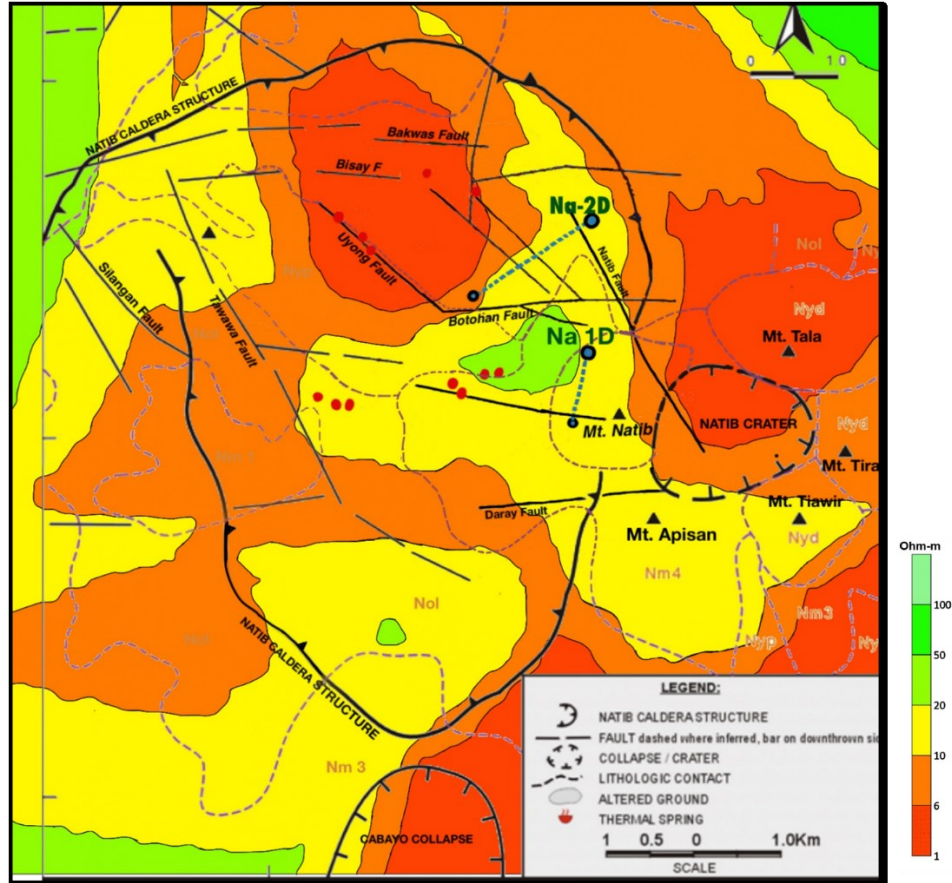 0 10
NATIB CALDERA STRUCTURE
Bakwas Fault
Bisay F
Na-2D
Uyong Fault
Natib Fault
Nol
Silangan Fault
Tawawa Fault
Botohan Fault
Nyd
Na 1D
Mt. Tala
Mt. Natib
NATIB CRATER
Nyd
Mt. Tira
Daray Fault
Mt. Tiawir
Mt. Apisan
Nyd
Nm4
Nol
Nm3
Nyp
Ny
NATIB CALDERA STRUCTURE
Nm 3
CABAYO COLLAPSE
LEGEND:
NATIB CALDERA STRUCTURE
FAULT dashed where inferred, bar on downthrown sid
COLLAPSE / CRATER
LITHOLOGIC CONTACT
ALTERED GROUND
THERMAL SPRING
1 0.5 0 1.0Km
SCALE
Ohm-m
100
50
20
10
6
1